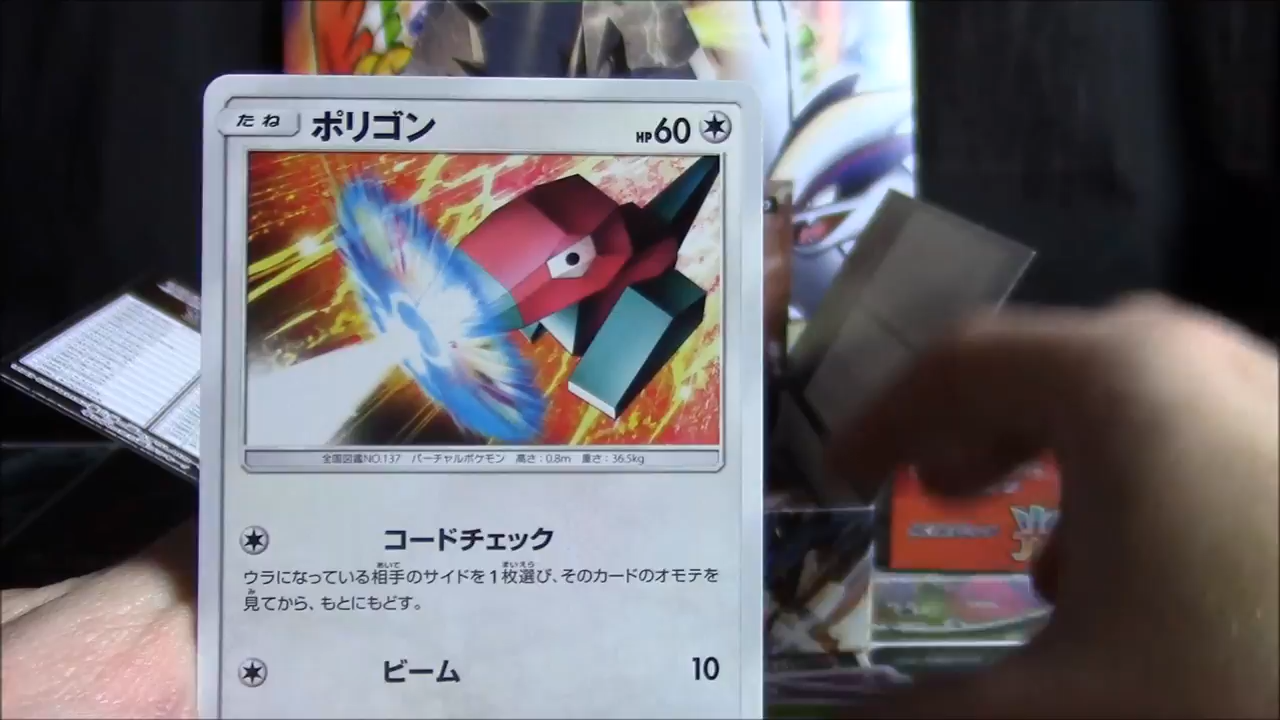 たね ポリゴン HP60
全国図鑑NO.137 バーチャルポケモン 高さ:0.8m 重さ:36.5kg
コードチェック
ウラになっている相手のサイドを1枚選び、そのカードのオモテを
見てから、もとにもどす。
ビーム 10